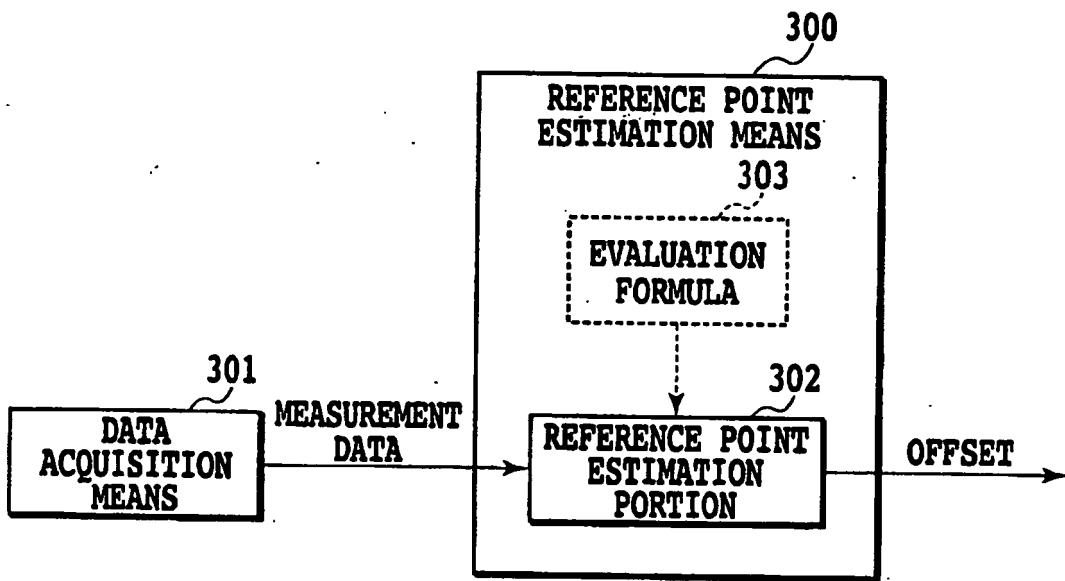 300
REFERENCE POINT
ESTIMATION MEANS
303
EVALUATION
FORMULA
301
DATA
ACQUISITION
MEANS
MEASUREMENT
DATA
302
REFERENCE POINT
ESTIMATION
PORTION
OFFSET